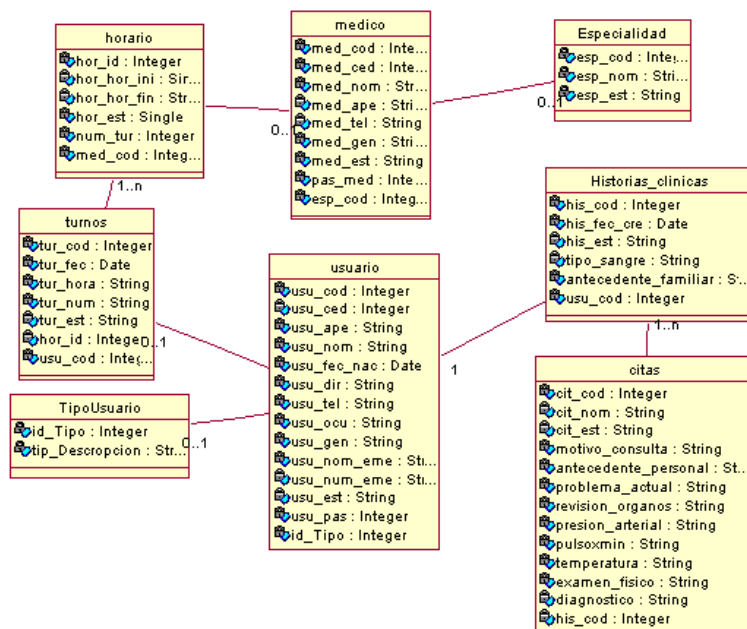 horario
hor_id : Integer
hor_hor_ini : Sir...
hor_hor_fin : Str...
hor_est : Single
num_tur : Integer
med_cod : Integ...
medico
med_cod : Inte...
med_ced : Inte...
med_nom : Stri...
med_ape : Stri...
med_tel : String
med_gen : Stri...
med_est : String
pas_med : Inte...
esp_cod : Integ...
Especialidad
esp_cod : Integ...
esp_nom : Stri...
esp_est : String
0..1
0..1
1..n
turnos
tur_cod : Integer
tur_fec : Date
tur_hora : String
tur_num : String
tur_est : String
hor_id : Integer
usu_cod : Integ...
0..1
TipoUsuario
id_Tipo : Integer
tip_Descropcion : Str...
0..1
usuario
usu_cod : Integer
usu_ced : Integer
usu_ape : String
usu_nom : String
usu_fec_nac : Date
usu_dir : String
usu_tel : String
usu_ocu : String
usu_gen : String
usu_nom_eme : Stri...
usu_num_eme : Stri...
usu_est : String
usu_pas : Integer
id_Tipo : Integer
1
Historias_clinicas
his_cod : Integer
his_fec_cre : Date
his_est : String
tipo_sangre : String
antecedente_familiar : S...
usu_cod : Integer
1..n
citas
cit_cod : Integer
cit_nom : String
cit_est : String
motivo_consulta : String
antecedente_personal : S...
problema_actual : String
revision_organos : String
presion_arterial : String
pulsoxmin : String
temperatura : String
examen_fisico : String
diagnostico : String
his_cod : Integer